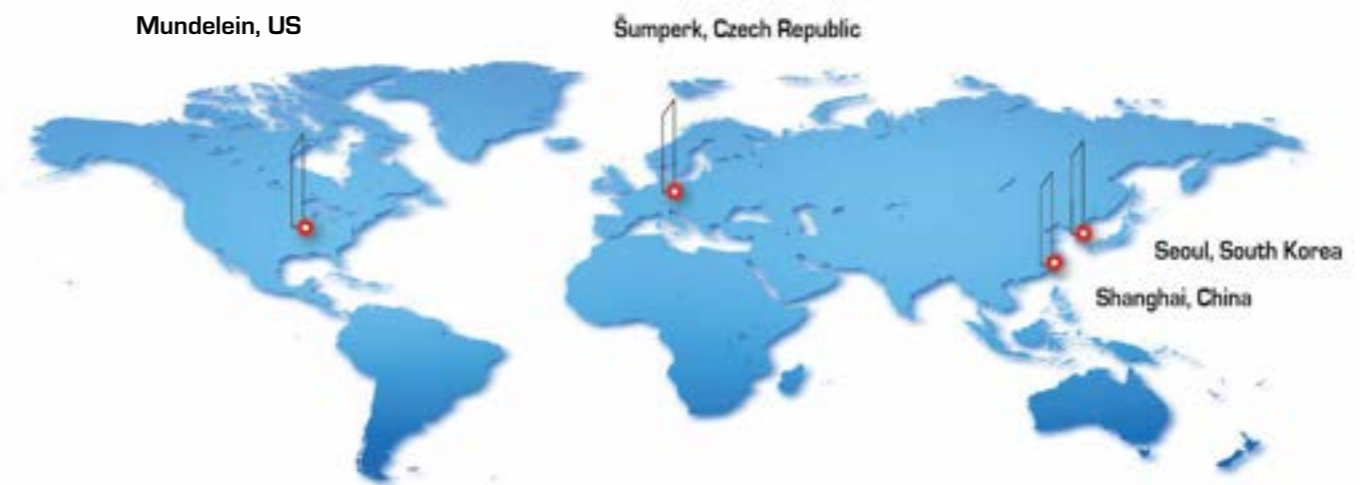 Mundelein, US
Šumperk, Czech Republic
Seoul, South Korea
Shanghai, China